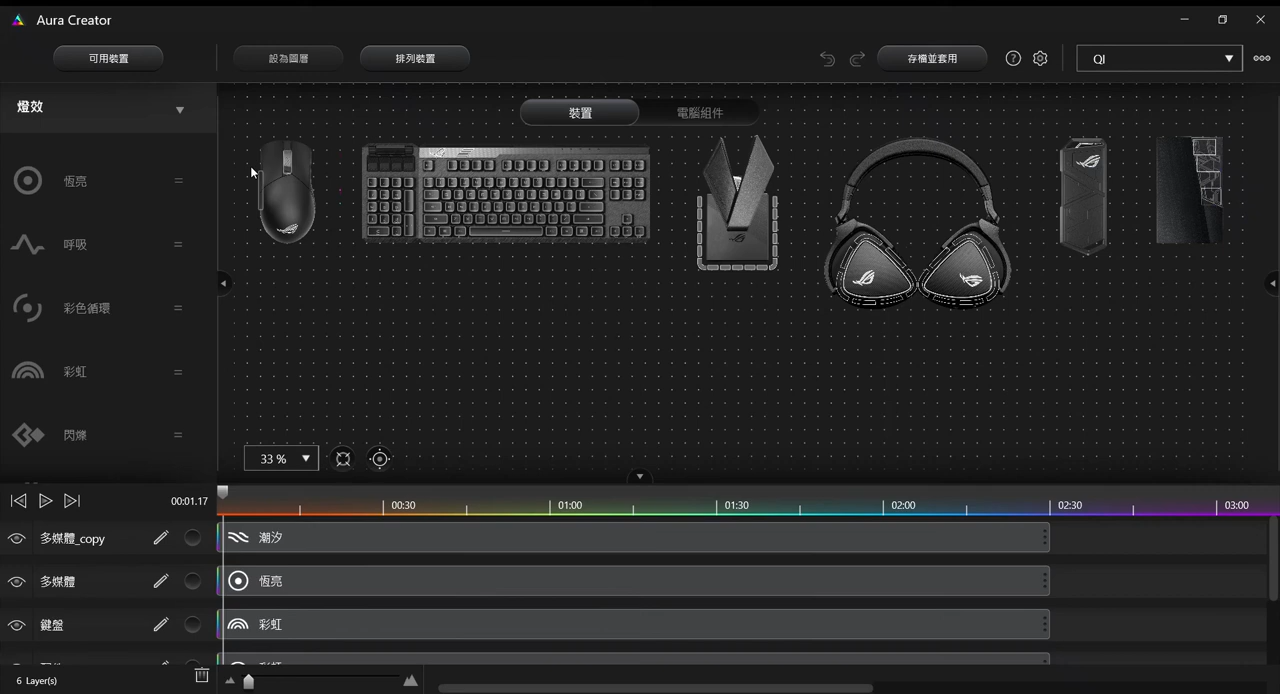 Aura Creator
可用裝置
設為圖層
排列裝置
存檔並套用
QI
燈效
裝置
電腦組件
恆亮
呼吸
彩色循環
彩虹
閃爍
33 %
00:01.17
00:30
01:00
01:30
02:00
02:30
03:00
多媒體_copy
潮汐
多媒體
恆亮
鍵盤
彩虹
6 Layer(s)